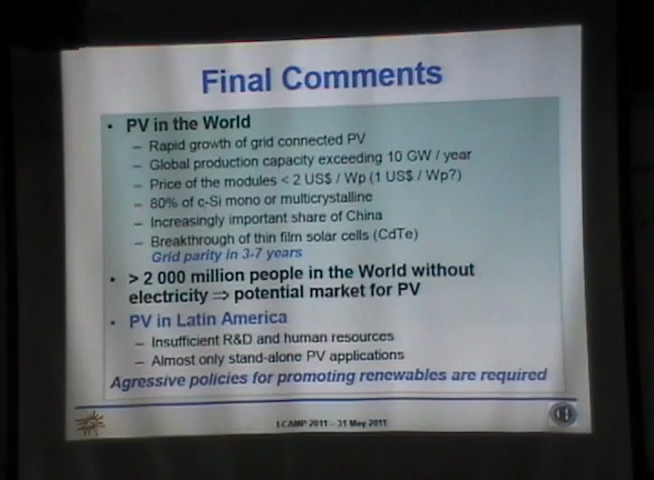 Final Comments
• PV in the World
– Rapid growth of grid connected PV
– Global production capacity exceeding 10 GW / year
– Price of the modules < 2 US$ / Wp (1 US$ / Wp?)
– 80% of c-Si mono or multicrystalline
– Increasingly important share of China
– Breakthrough of thin film solar cells (CdTe)
Grid parity in 3-7 years
• > 2 000 million people in the World without
electricity ⇒ potential market for PV
• PV in Latin America
– Insufficient R&D and human resources
– Almost only stand-alone PV applications
Agressive policies for promoting renewables are required
2011 – 31 May 2011